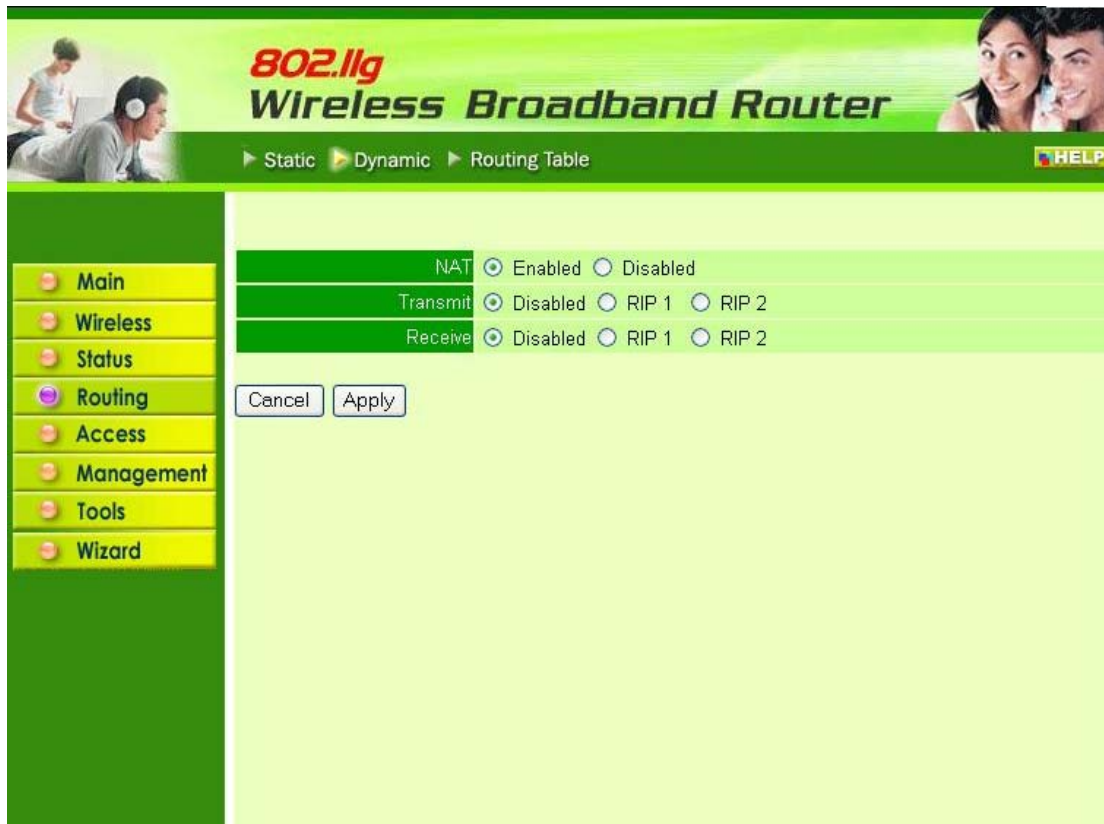 802.11g
Wireless Broadband Router
Static Dynamic Routing Table HELP
Main
Wireless
Status
Routing
Access
Management
Tools
Wizard
NAT Enabled Disabled
Transmit Disabled RIP 1 RIP 2
Receive Disabled RIP 1 RIP 2
Cancel Apply